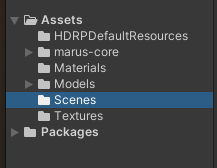 Assets
HDRPDefaultResources
marus-core
Materials
Models
Scenes
Textures
Packages